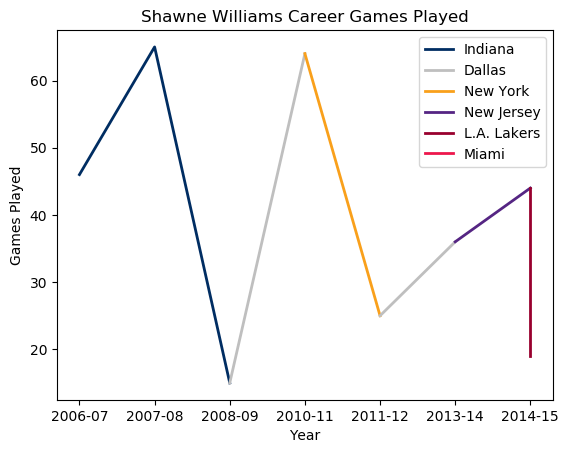 Shawne Williams Career Games Played
Indiana
Dallas
New York
New Jersey
L.A. Lakers
Miami
Games Played
60
50
40
30
20
2006-07 2007-08 2008-09 2010-11 2011-12 2013-14 2014-15
Year